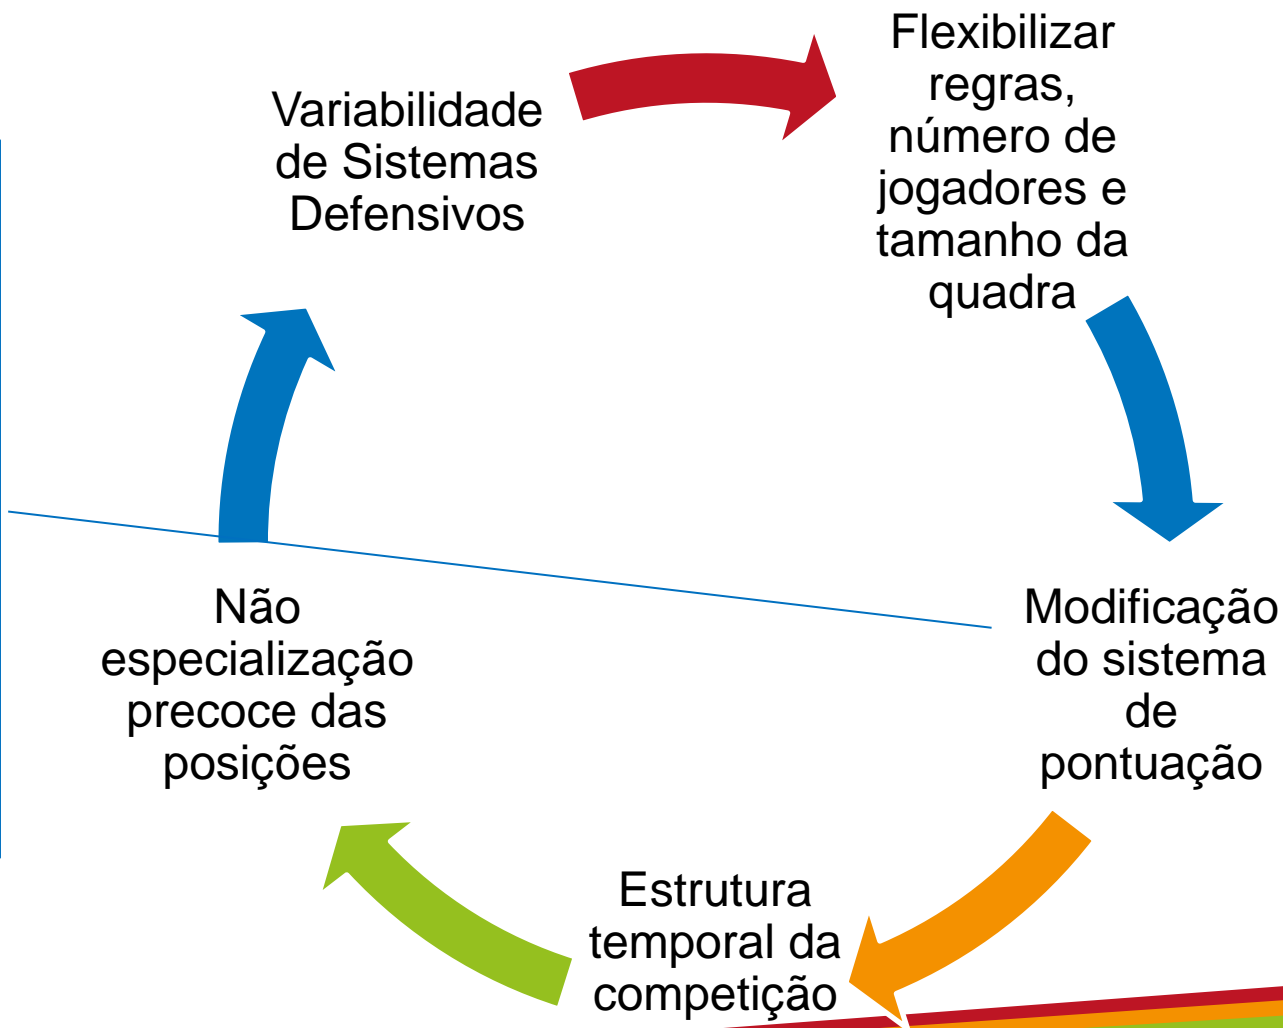 Variabilidade
de Sistemas
Defensivos
Flexibilizar
regras,
número de
jogadores e
tamanho da
quadra
Modificação
do sistema
de
pontuação
Estrutura
temporal da
competição
Não
especialização
precoce das
posições